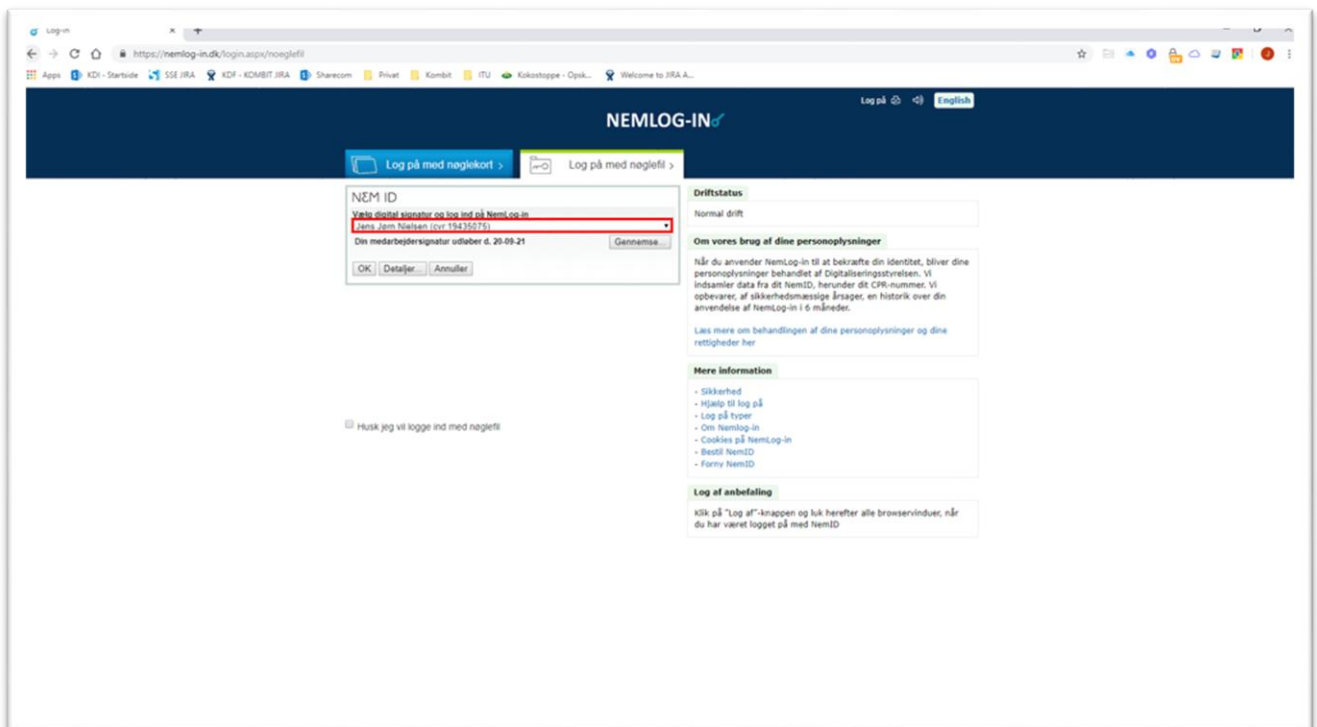 Log-in
https://nemlog-in.dk/login.aspx/noeglefil
Apps KDI - Startside SSE JIRA KDF - KOMBIT JIRA Sharecom Privat Kombit ITU Kokostoppe - Opsk... Welcome to JIRA A...
Log på English
NEMLOG-IN
Log på med nøglekort >
Log på med nøglefil >
NEM ID
Vælg digital signatur og log ind på NemLog-in
Jens Jørn Nielsen (cvr:19435075)
Din medarbejdersignatur udløber d. 20-09-21
Gennemse...
OK Detaljer... Annuller
Husk jeg vil logge ind med nøglefil
Driftstatus
Normal drift
Om vores brug af dine personoplysninger
Når du anvender NemLog-in til at bekræfte din identitet, bliver dine
personoplysninger behandlet af Digitaliseringsstyrelsen. Vi
indsamler data fra dit NemID, herunder dit CPR-nummer. Vi
opbevarer, af sikkerhedsmæssige årsager, en historik over din
anvendelse af NemLog-in i 6 måneder.
Læs mere om behandlingen af dine personoplysninger og dine
rettigheder her
Mere information
- Sikkerhed
- Hjælp til log på
- Log på typer
- Om Nemlog-in
- Cookies på NemLog-in
- Bestil NemID
- Forny NemID
Log af anbefaling
Klik på "Log af"-knappen og luk herefter alle browservinduer, når
du har været logget på med NemID